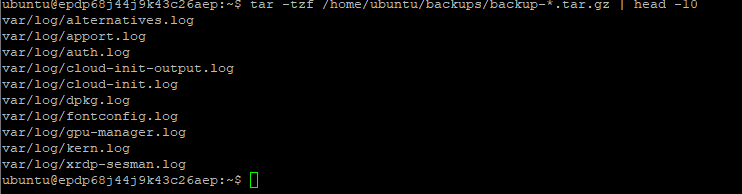 ubuntu@epdp68j44j9k43c26aep:~$ tar -tzf /home/ubuntu/backups/backup-*.tar.gz | head -10
var/log/alternatives.log
var/log/apport.log
var/log/auth.log
var/log/cloud-init-output.log
var/log/cloud-init.log
var/log/dpkg.log
var/log/fontconfig.log
var/log/gpu-manager.log
var/log/kern.log
var/log/xrdp-sesman.log
ubuntu@epdp68j44j9k43c26aep:~$